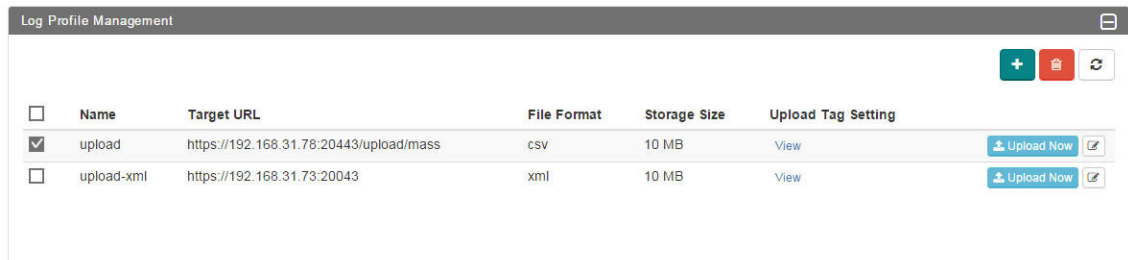 Log Profile Management
Name Target URL File Format Storage Size Upload Tag Setting
upload https://192.168.31.78:20443/upload/mass csv 10 MB View Upload Now
upload-xml https://192.168.31.73:20043 xml 10 MB View Upload Now